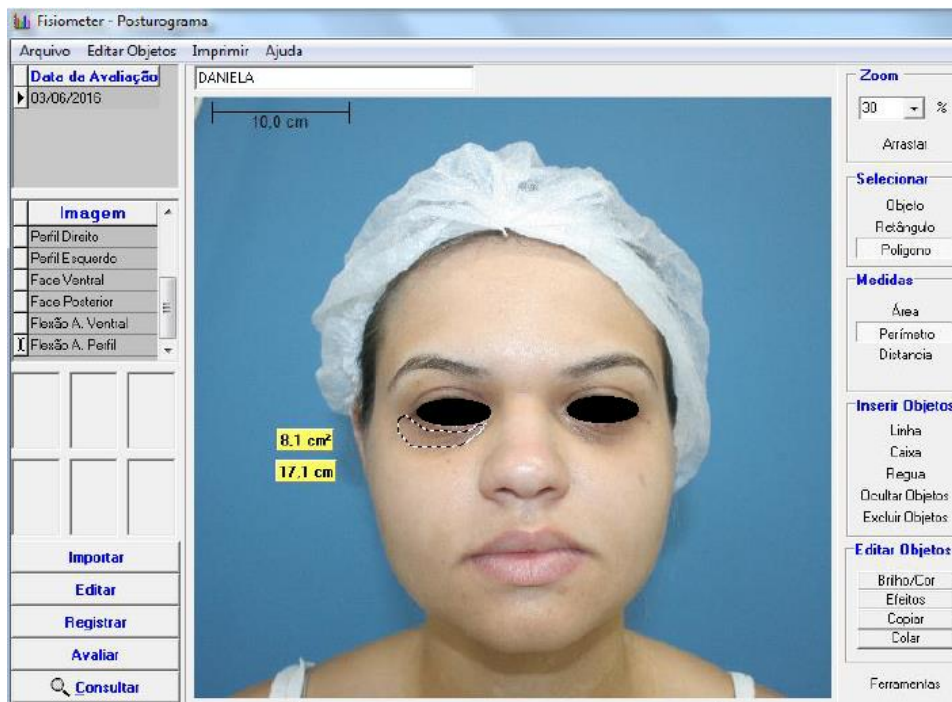 Fisiometer - Posturograma
Arquivo Editar Objetos Imprimir Ajuda
Data da Avaliação
03/06/2016
Imagem
Perfil Direito
Perfil Esquerdo
Face Ventral
Face Posterior
Flexão A. Ventral
Flexão A. Perfil
Importar
Editar
Registrar
Avaliar
Consultar
DANIELA
10,0 cm
8,1 cm²
17,1 cm
Zoom
30 %
Arrastar
Selecionar
Objeto
Retângulo
Poligono
Medidas
Área
Perímetro
Distancia
Inserir Objetos
Linha
Caixa
Regua
Ocultar Objetos
Excluir Objetos
Editar Objetos
Brilho/Cor
Efeitos
Copiar
Colar
Ferramentas